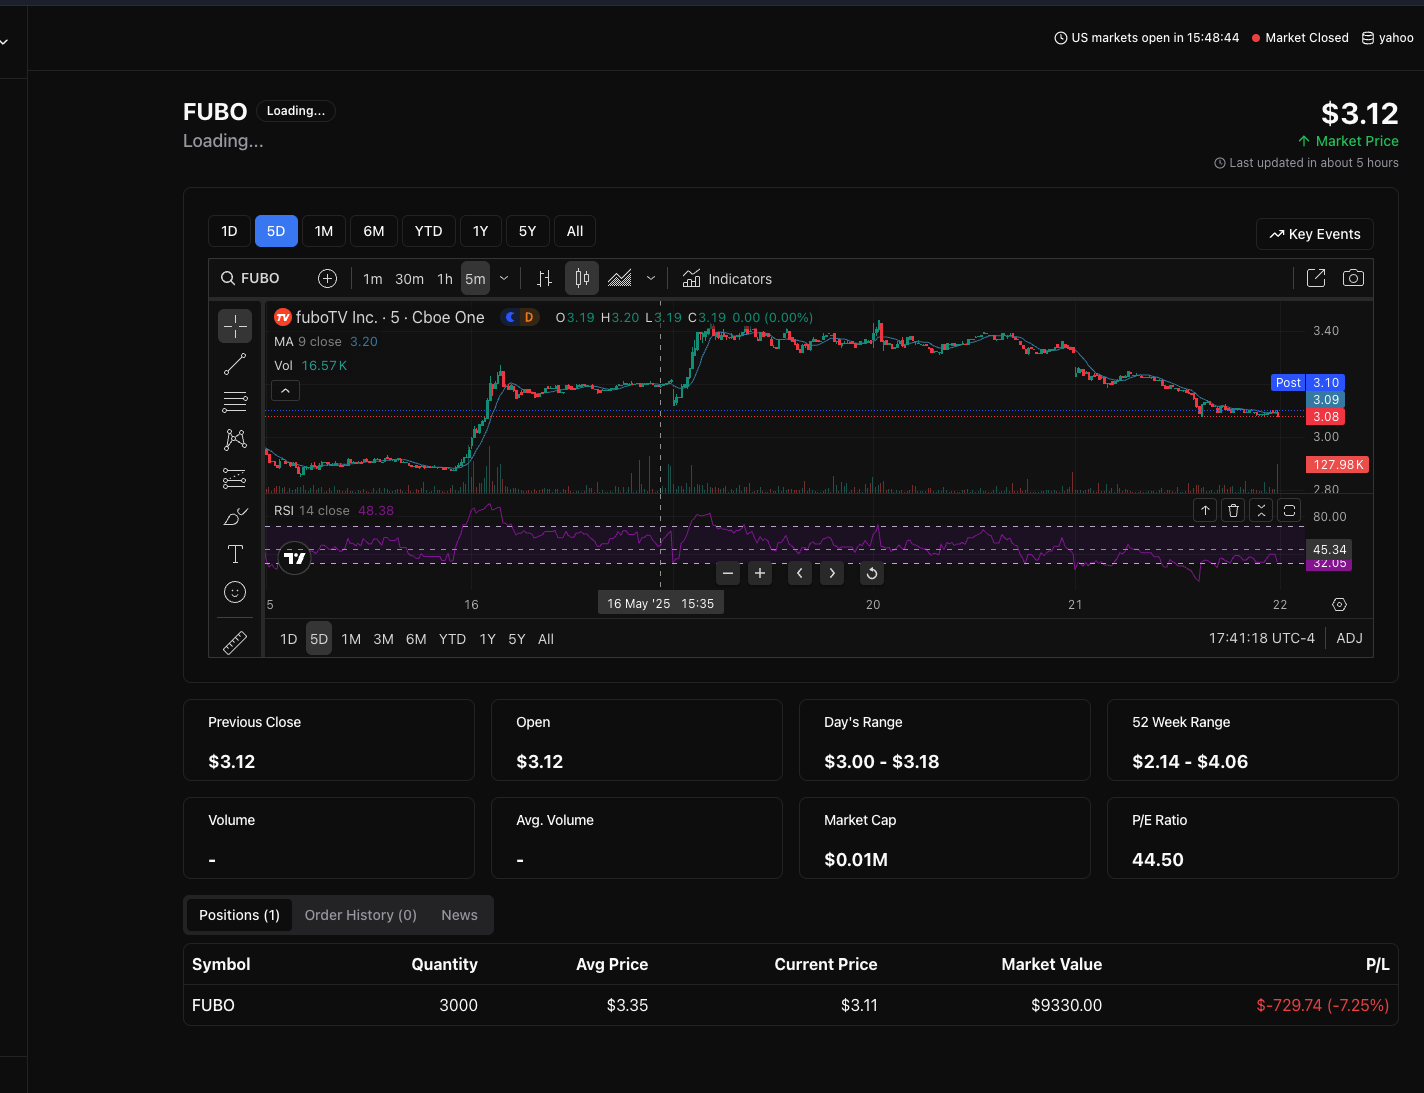 US markets open in 15:48:44 Market Closed yahoo
FUBO Loading...
Loading...
$3.12
Market Price
Last updated in about 5 hours
1D 5D 1M 6M YTD 1Y 5Y All
Key Events
FUBO 1m 30m 1h 5m Indicators
fuboTV Inc. · 5 · Cboe One D O3.19 H3.20 L3.19 C3.19 0.00 (0.00%)
MA 9 close 3.20
Vol 16.57K
3.40
Post 3.10
3.09
3.08
3.00
127.98K
2.80
RSI 14 close 48.38
80.00
45.34
32.05
5 16 16 May '25 15:35 20 21 22
1D 5D 1M 3M 6M YTD 1Y 5Y All
17:41:18 UTC-4 ADJ
Previous Close
$3.12
Open
$3.12
Day's Range
$3.00 - $3.18
52 Week Range
$2.14 - $4.06
Volume
-
Avg. Volume
-
Market Cap
$0.01M
P/E Ratio
44.50
Positions (1) Order History (0) News
Symbol Quantity Avg Price Current Price Market Value P/L
FUBO 3000 $3.35 $3.11 $9330.00 $-729.74 (-7.25%)